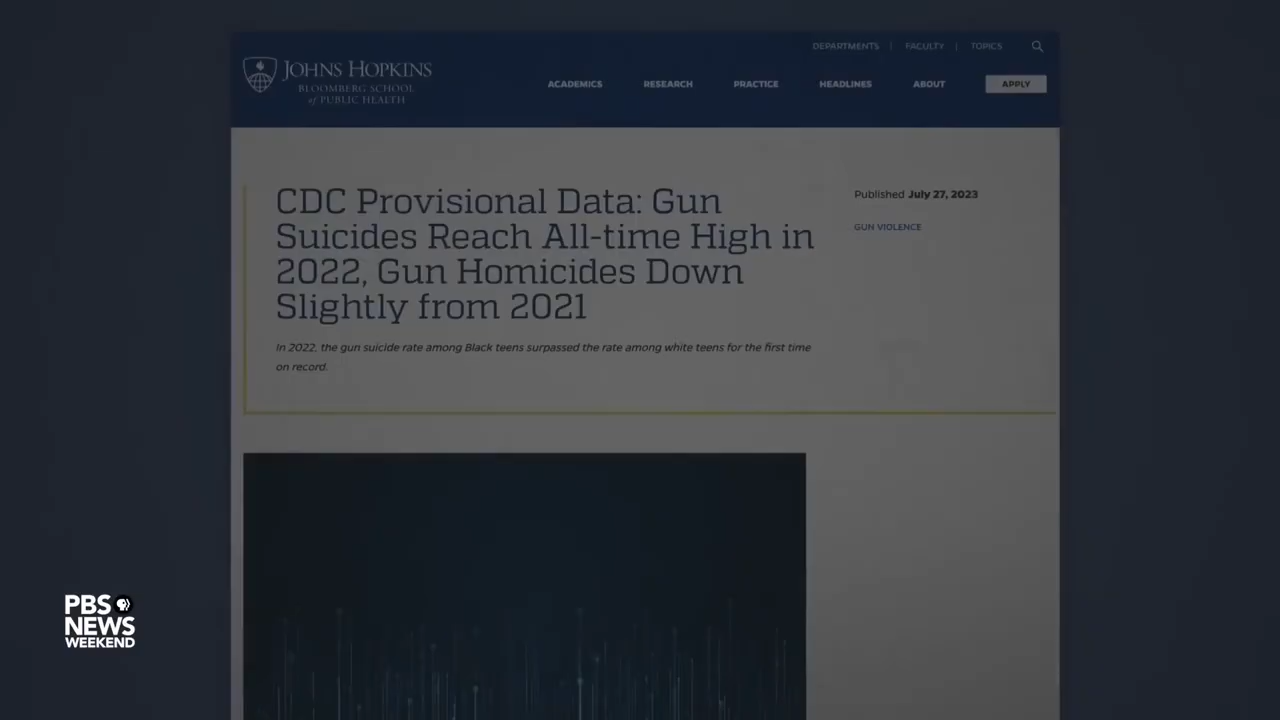 DEPARTMENTS | FACULTY | TOPICS
JOHNS HOPKINS
BLOOMBERG SCHOOL
of PUBLIC HEALTH
ACADEMICS RESEARCH PRACTICE HEADLINES ABOUT APPLY
CDC Provisional Data: Gun
Suicides Reach All-time High in
2022, Gun Homicides Down
Slightly from 2021
Published July 27, 2023
GUN VIOLENCE
In 2022, the gun suicide rate among Black teens surpassed the rate among white teens for the first time
on record.
PBS
NEWS
WEEKEND